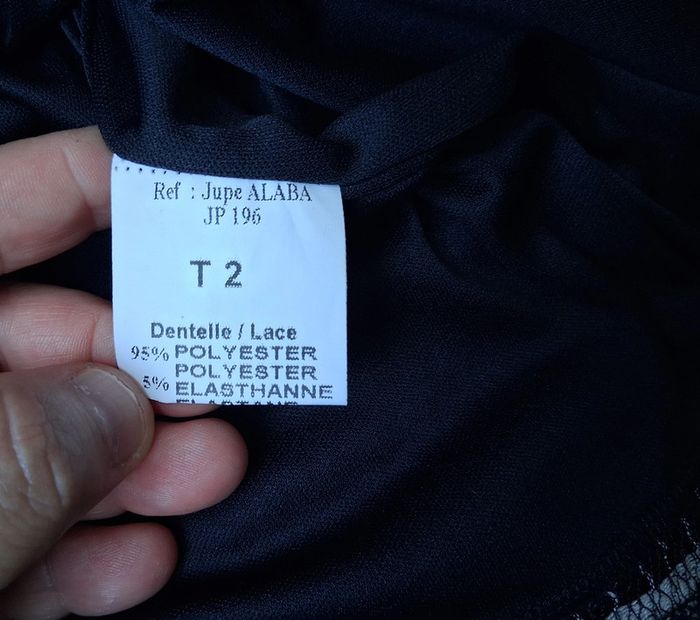 Ref : Jupe ALABA
JP 196
T 2
Dentelle / Lace
95% POLYESTER
POLYESTER
5% ELASTHANNE